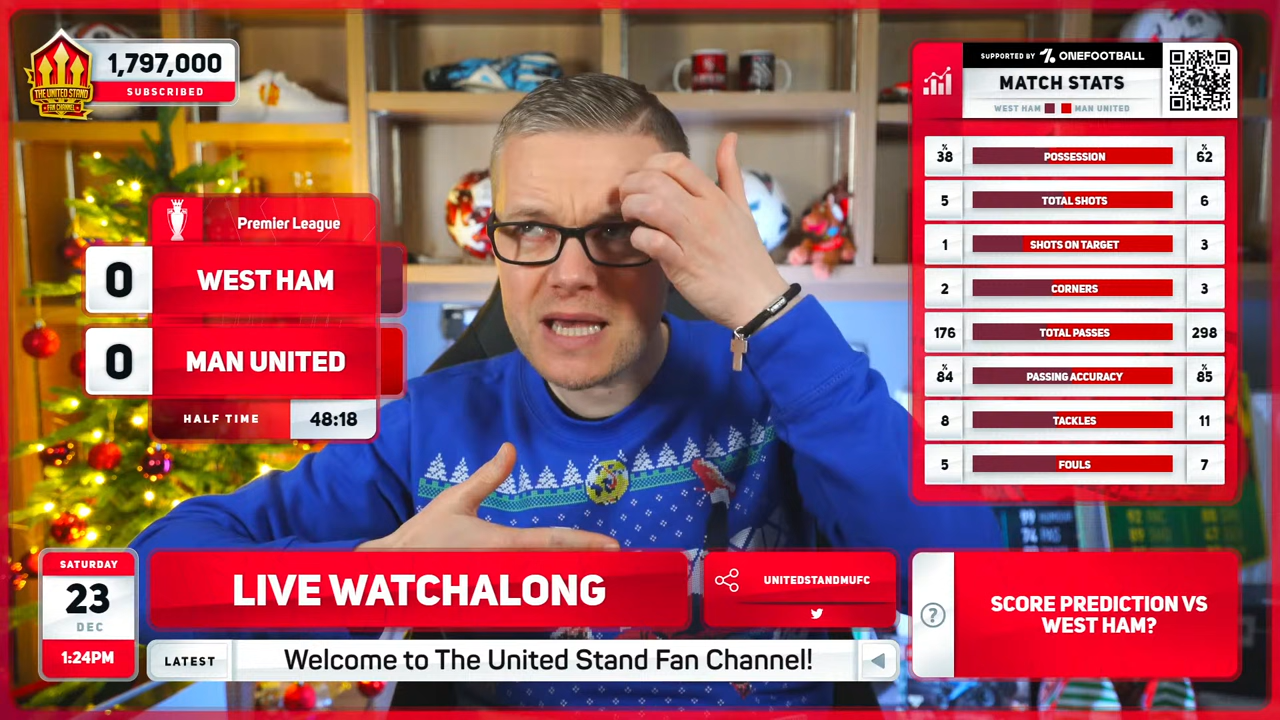 1,797,000
SUBSCRIBED
THE UNITED STAND
FAN CHANNEL
Premier League
0 WEST HAM
0 MAN UNITED
HALF TIME 48:18
SUPPORTED BY ONEFOOTBALL
MATCH STATS
WEST HAM MAN UNITED
% %
38 POSSESSION 62
5 TOTAL SHOTS 6
1 SHOTS ON TARGET 3
2 CORNERS 3
176 TOTAL PASSES 298
% %
84 PASSING ACCURACY 85
8 TACKLES 11
5 FOULS 7
SATURDAY
23
DEC
1:24PM
LIVE WATCHALONG
UNITEDSTANDMUFC
LATEST Welcome to The United Stand Fan Channel!
? SCORE PREDICTION VS
WEST HAM?